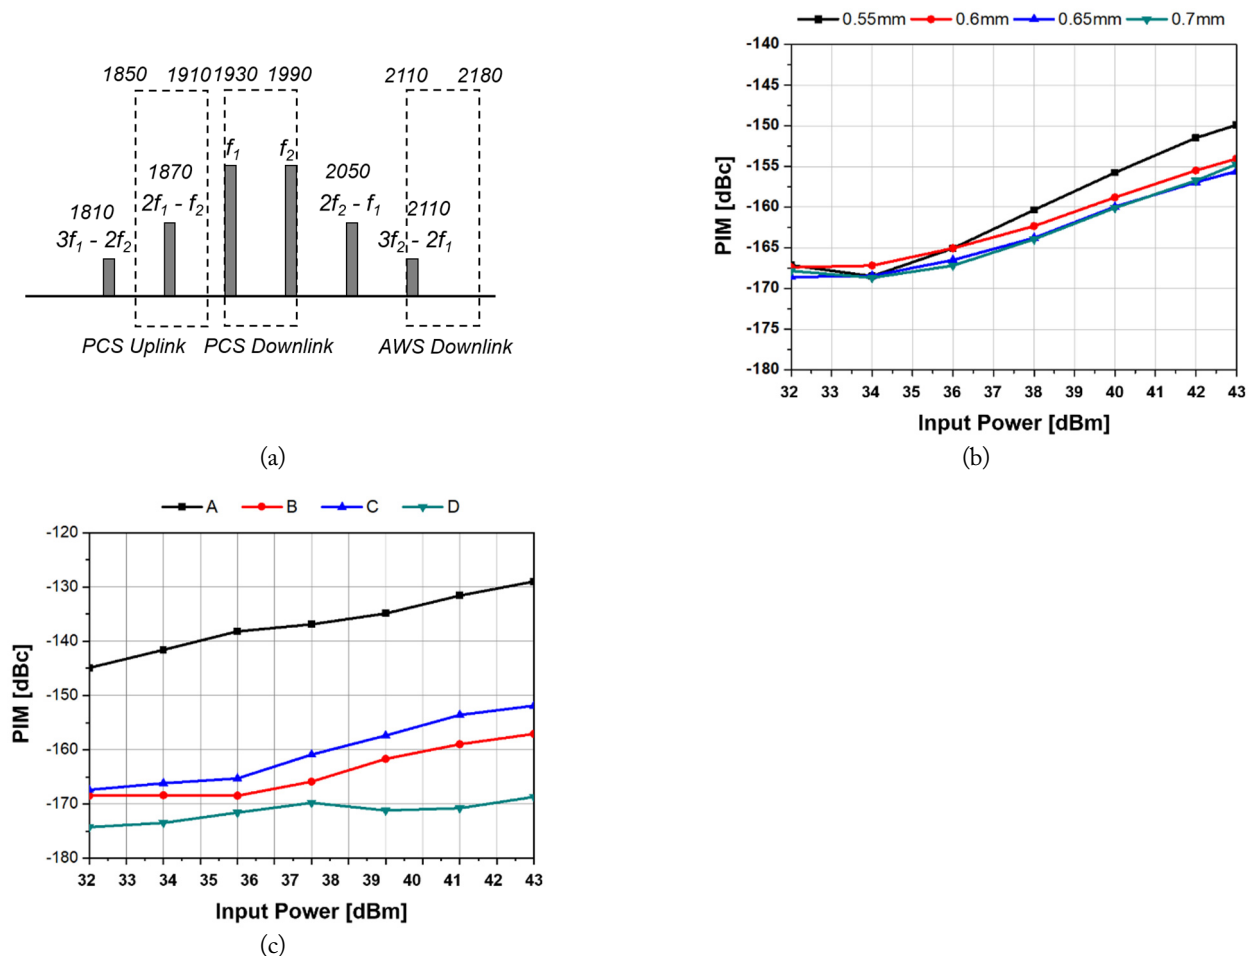 1850 1910 1930 1990 2110 2180
f1 f2
1870 2050
2f1 - f2 2f2 - f1
1810 2110
3f1 - 2f2 3f2 - 2f1
PCS Uplink PCS Downlink AWS Downlink
(a)
0.55mm 0.6mm 0.65mm 0.7mm
-140
-145
-150
-155
-160
-165
-170
-175
-180
PIM [dBc]
32 33 34 35 36 37 38 39 40 41 42 43
Input Power [dBm]
(b)
A B C D
-120
-130
-140
-150
-160
-170
-180
PIM [dBc]
32 33 34 35 36 37 38 39 40 41 42 43
Input Power [dBm]
(c)